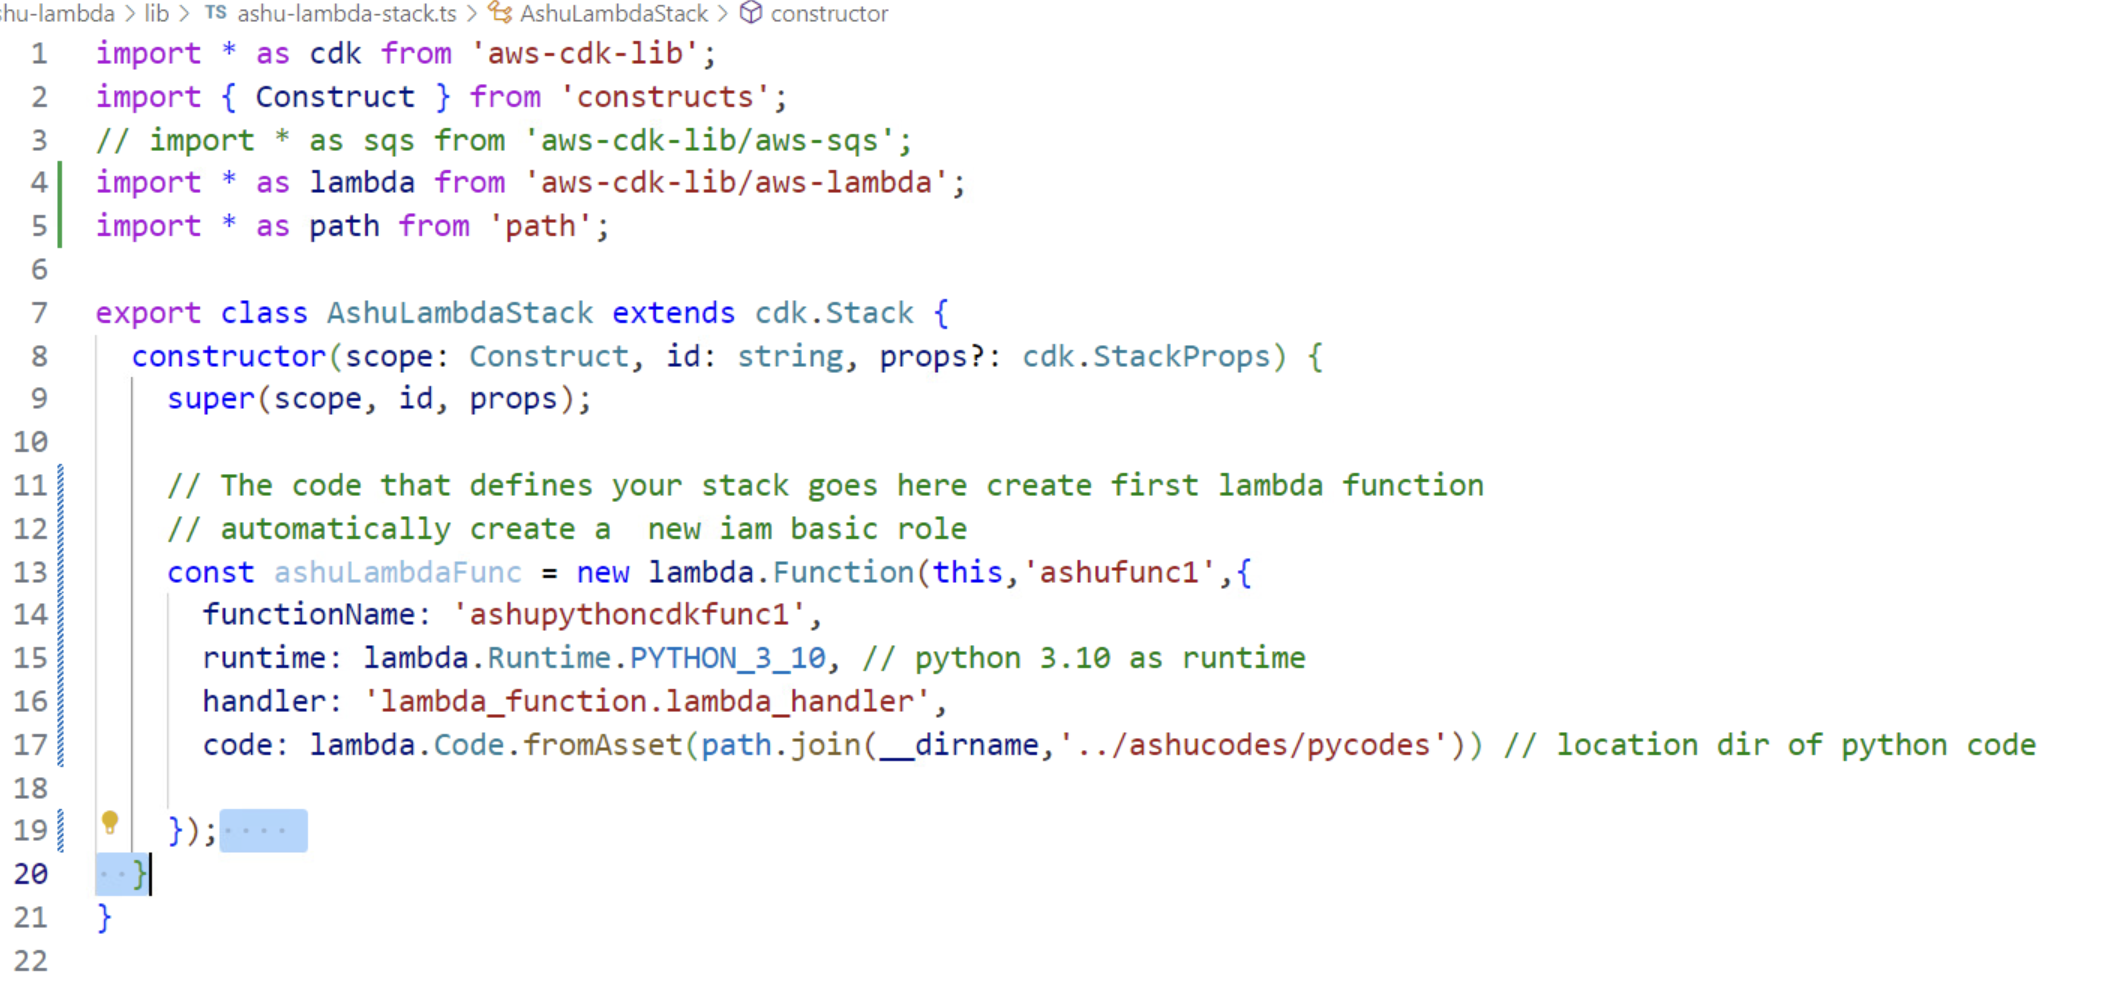 hu-lambda > lib > TS ashu-lambda-stack.ts > AshuLambdaStack > constructor
1 import * as cdk from 'aws-cdk-lib';
2 import { Construct } from 'constructs';
3 // import * as sqs from 'aws-cdk-lib/aws-sqs';
4 import * as lambda from 'aws-cdk-lib/aws-lambda';
5 import * as path from 'path';
6
7 export class AshuLambdaStack extends cdk.Stack {
8   constructor(scope: Construct, id: string, props?: cdk.StackProps) {
9     super(scope, id, props);
10
11     // The code that defines your stack goes here create first lambda function
12     // automatically create a  new iam basic role
13     const ashuLambdaFunc = new lambda.Function(this,'ashufunc1',{
14       functionName: 'ashupythoncdkfunc1',
15       runtime: lambda.Runtime.PYTHON_3_10, // python 3.10 as runtime
16       handler: 'lambda_function.lambda_handler',
17       code: lambda.Code.fromAsset(path.join(__dirname,'../ashucodes/pycodes')) // location dir of python code
18
19     });
20   }
21 }
22